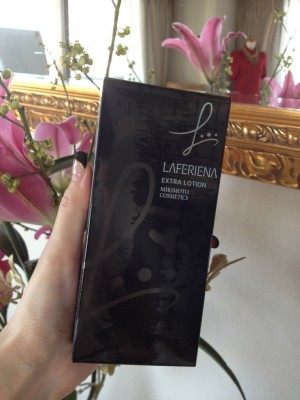 L...
LAFERIENA
EXTRA LOTION
MIKIMOTO
COSMETICS